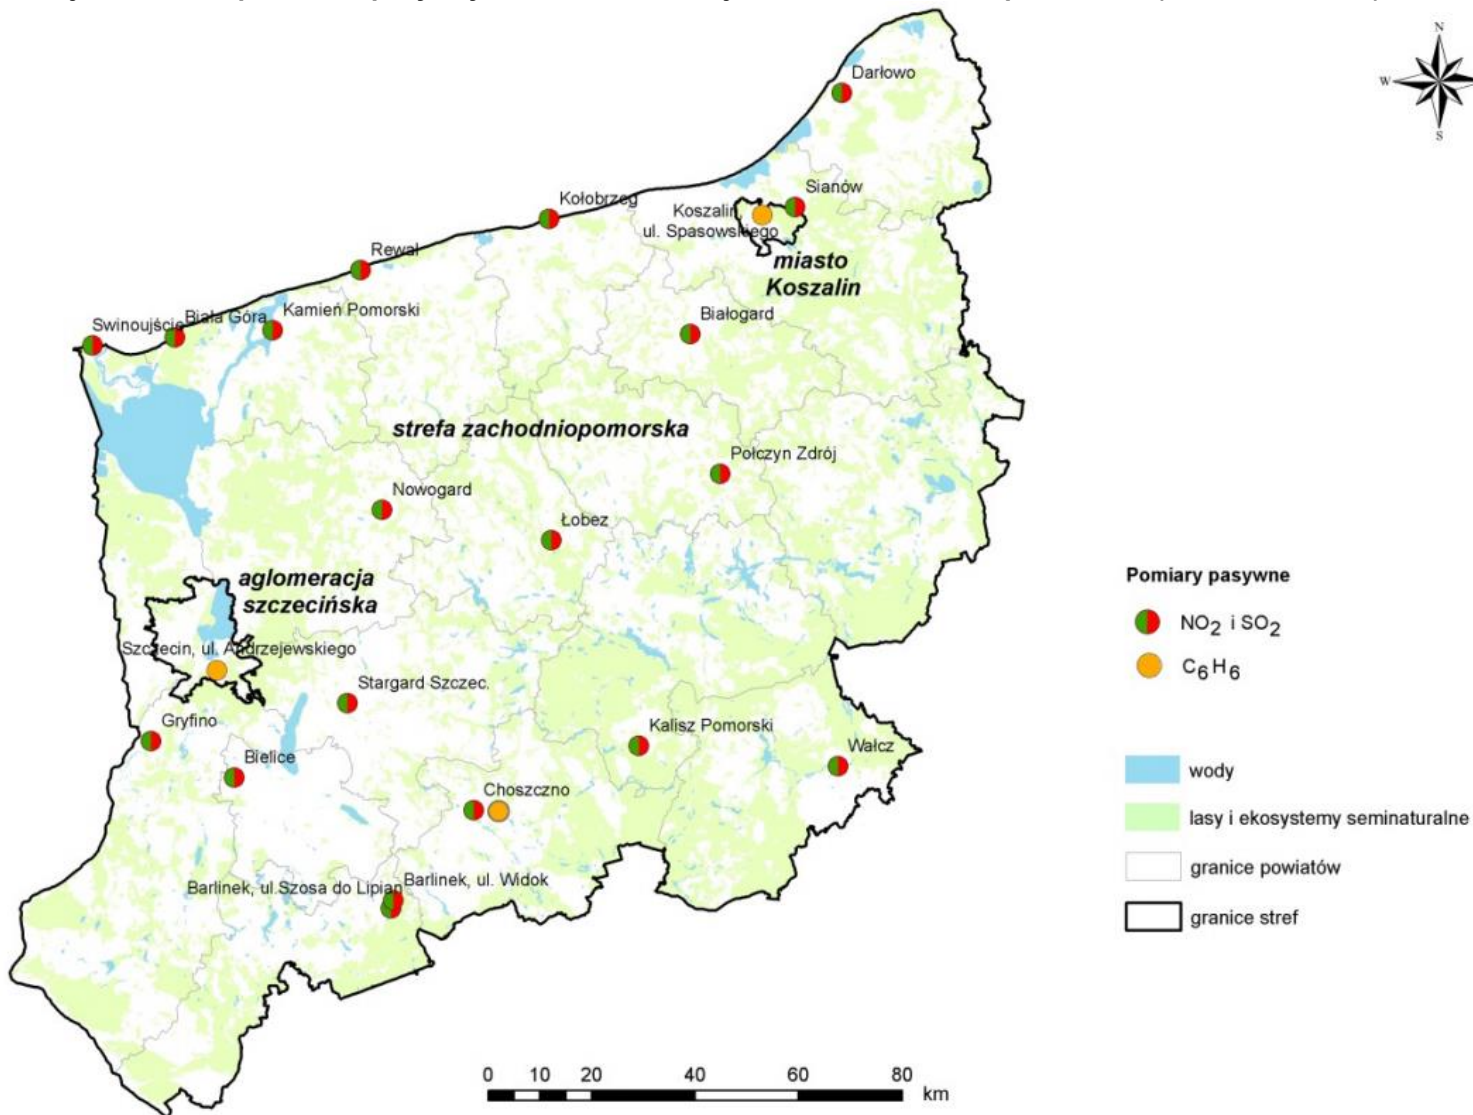 N
W
S
Darłowo
Sianów
Kołobrzeg
Koszalin,
ul. Spasowskiego
miasto
Koszalin
Rewal
Kamień Pomorski
Biała Góra
Swinoujście
Białogard
strefa zachodniopomorska
Połczyn Zdrój
Nowogard
Łobez
aglomeracja
szczecińska
Szczecin, ul. Andrzejewskiego
Stargard Szczec.
Gryfino
Bielice
Kalisz Pomorski
Wałcz
Choszczno
Barlinek, ul.Szosa do Lipian
Barlinek, ul. Widok
Pomiary pasywne
NO2 i SO2
C6H6
wody
lasy i ekosystemy seminaturalne
granice powiatów
granice stref
0 10 20 40 60 80
km